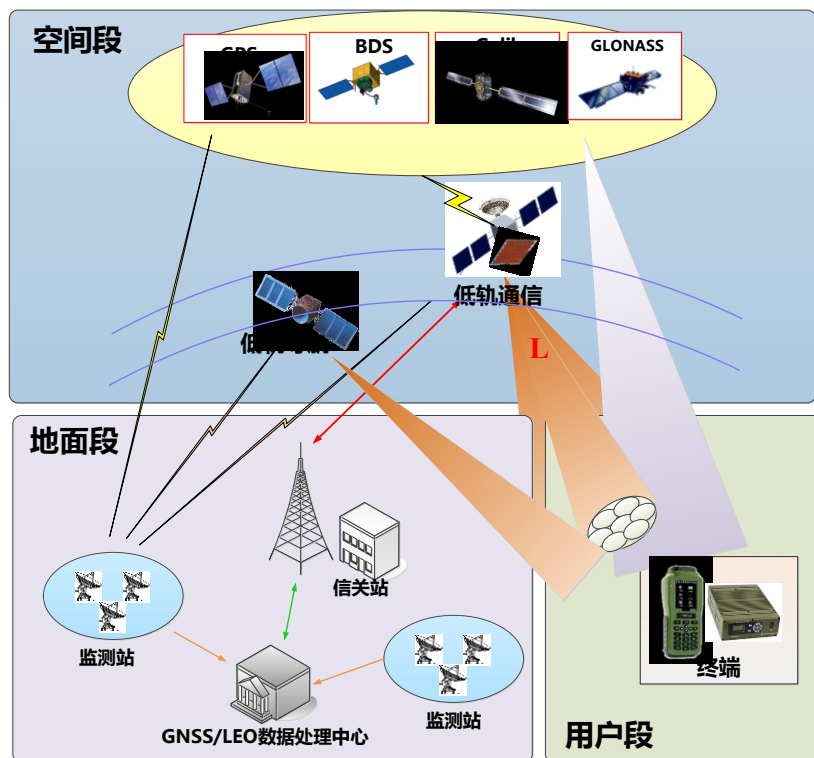 空间段
BDS
GLONASS
低轨通信
L
地面段
信关站
监测站
监测站
GNSS/LEO数据处理中心
终端
用户段